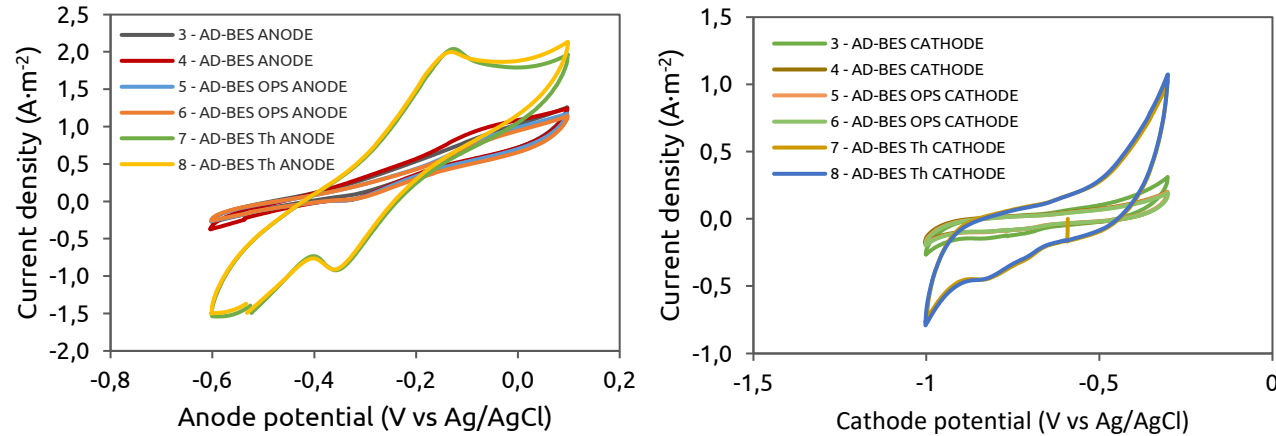 2,5
2,0
1,5
1,0
0,5
0,0
-0,5
-1,0
-1,5
-2,0
Current density (A·m-2)
3 - AD-BES ANODE
4 - AD-BES ANODE
5 - AD-BES OPS ANODE
6 - AD-BES OPS ANODE
7 - AD-BES Th ANODE
8 - AD-BES Th ANODE
-0,8 -0,6 -0,4 -0,2 0,0 0,2
Anode potential (V vs Ag/AgCl)
1,5
1,0
0,5
0,0
-0,5
-1,0
Current density (A·m-2)
3 - AD-BES CATHODE
4 - AD-BES CATHODE
5 - AD-BES OPS CATHODE
6 - AD-BES OPS CATHODE
7 - AD-BES Th CATHODE
8 - AD-BES Th CATHODE
-1,5 -1 -0,5 0
Cathode potential (V vs Ag/AgCl)